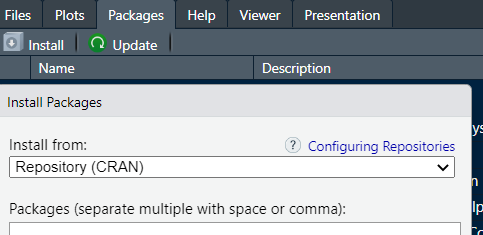 Files Plots Packages Help Viewer Presentation
Install Update
Name Description
Install Packages
Install from: ? Configuring Repositories
Repository (CRAN)
Packages (separate multiple with space or comma):